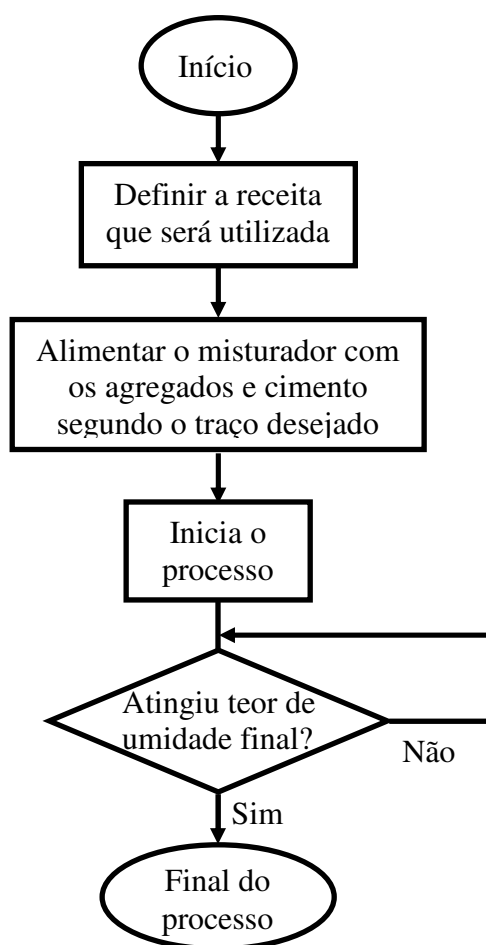 Início
Definir a receita
que será utilizada
Alimentar o misturador com
os agregados e cimento
segundo o traço desejado
Inicia o
processo
Atingiu teor de
umidade final?
Não
Sim
Final do
processo